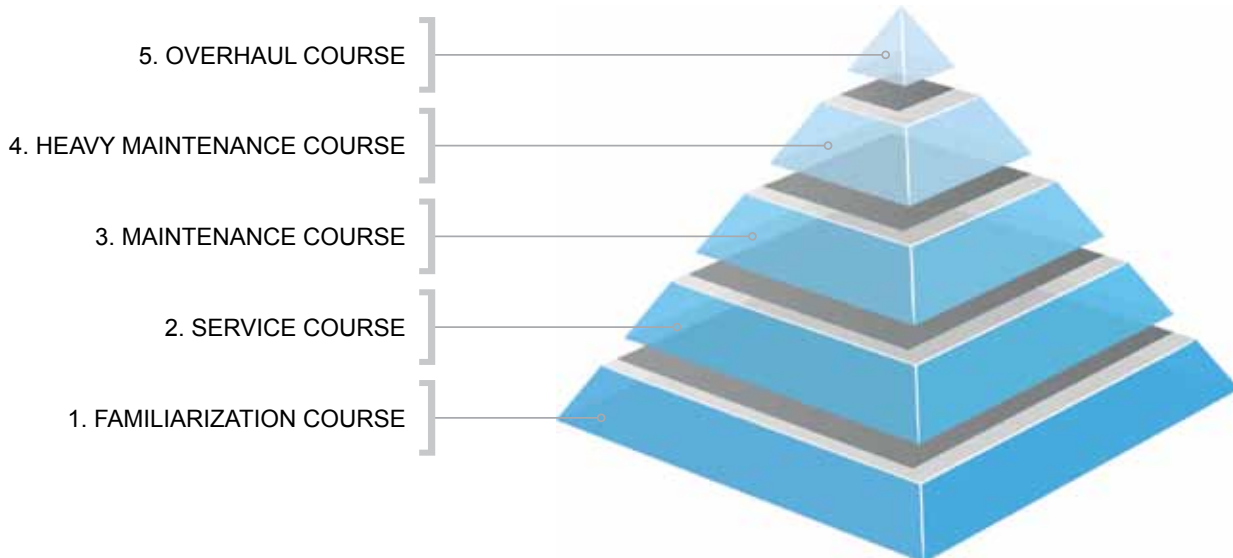 5. OVERHAUL COURSE
4. HEAVY MAINTENANCE COURSE
3. MAINTENANCE COURSE
2. SERVICE COURSE
1. FAMILIARIZATION COURSE